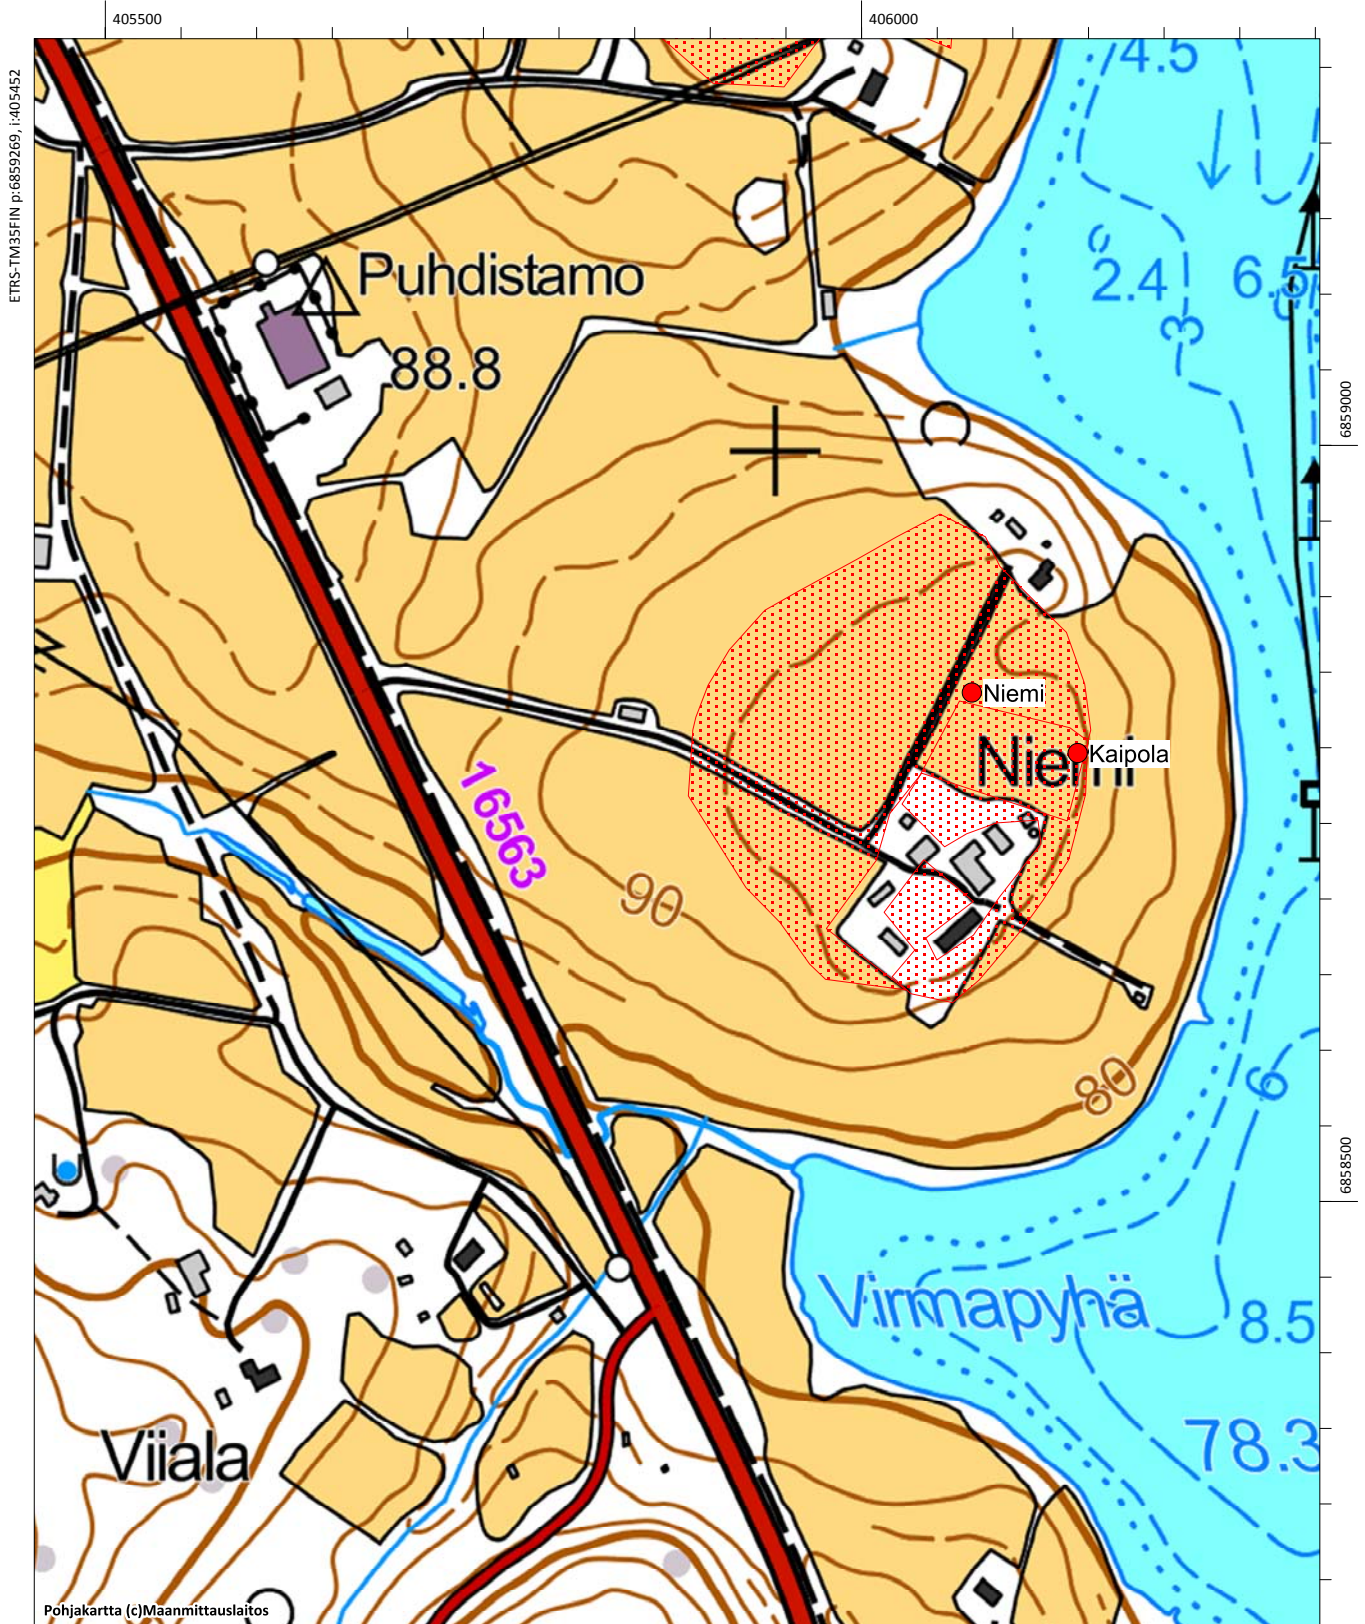 405500
406000
ETRS-TM35FIN p:6859269, i:405452
4.5
Puhdistamo
2.4
6.5
3
88.8
6859000
Niemi
Niemi
Kaipola
16563
90
80
6
6858500
Virmapyhä
8.5
78.3
Viiala
Pohjakartta (c)Maanmittauslaitos